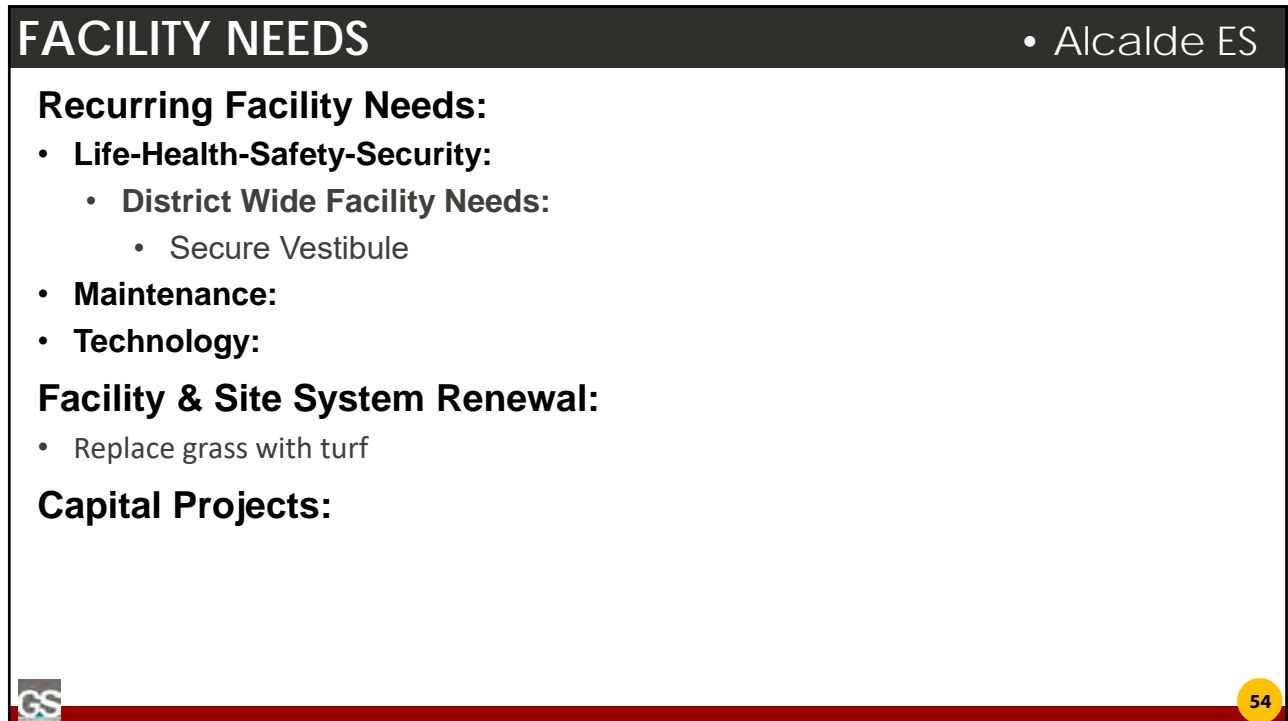 FACILITY NEEDS • Alcalde ES
Recurring Facility Needs:
• Life-Health-Safety-Security:
• District Wide Facility Needs:
• Secure Vestibule
• Maintenance:
• Technology:
Facility & Site System Renewal:
• Replace grass with turf
Capital Projects:
GS
54